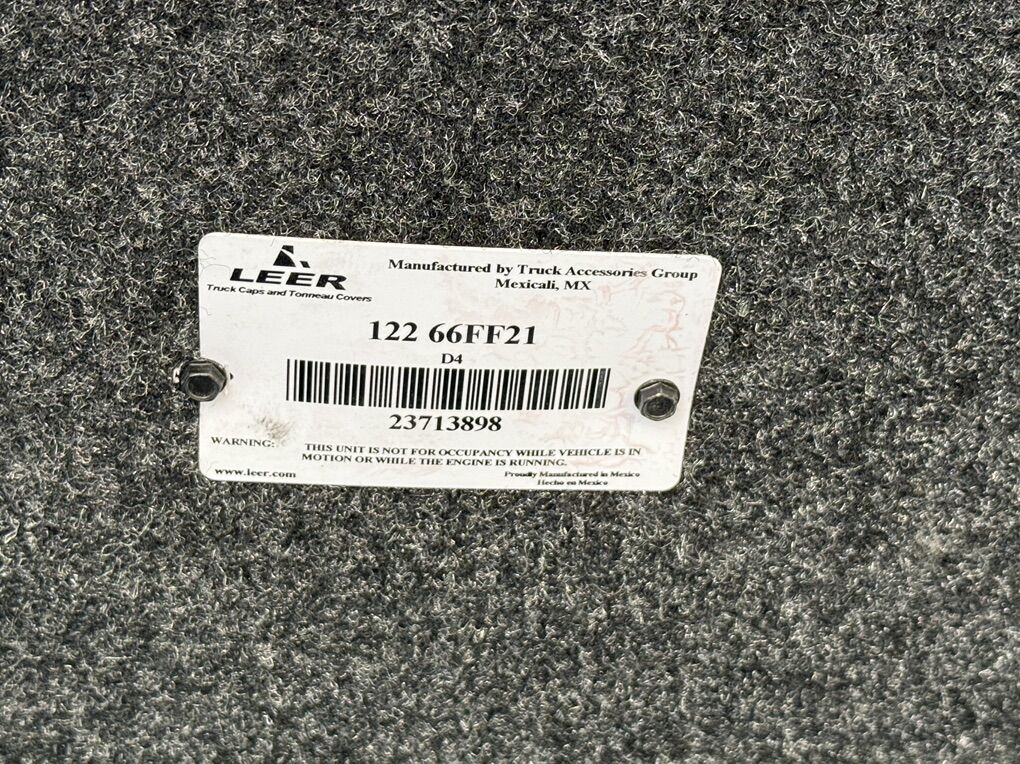 LEER
Truck Caps and Tonneau Covers
Manufactured by Truck Accessories Group
Mexicali, MX
122 66FF21
D4
23713898
WARNING:
THIS UNIT IS NOT FOR OCCUPANCY WHILE VEHICLE IS IN
MOTION OR WHILE THE ENGINE IS RUNNING.
www.leer.com
Proudly Manufactured in Mexico
Hecho en Mexico